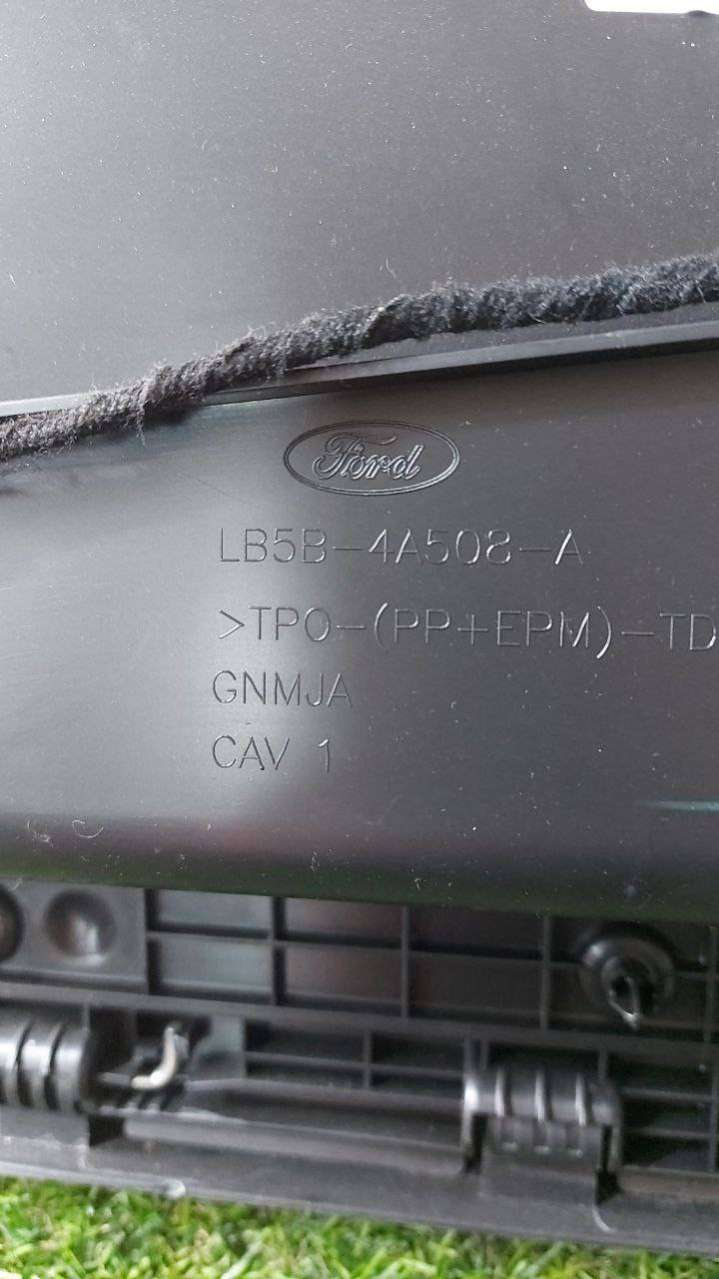 Ford
LB5B-4A508-A
>TPO-(PP+EPM)-TD
GNMJA
CAV 1